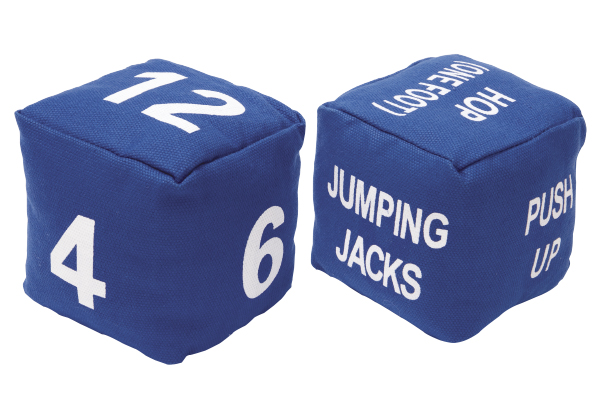 12
4
6
HOP
(ONE FOOT)
JUMPING
JACKS
PUSH
UP